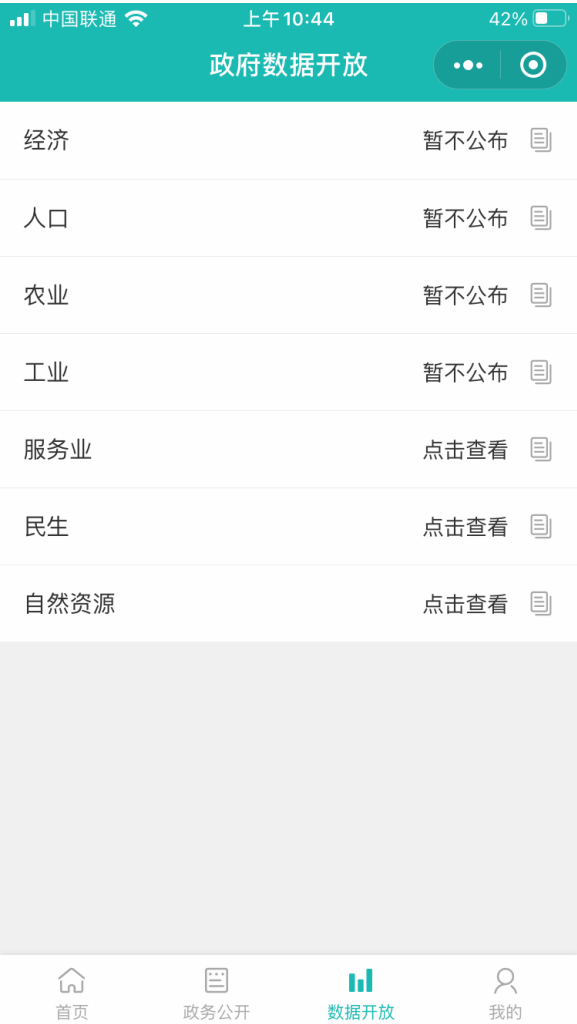 中国联通 上午10:44 42%
政府数据开放
经济 暂不公布
人口 暂不公布
农业 暂不公布
工业 暂不公布
服务业 点击查看
民生 点击查看
自然资源 点击查看
首页 政务公开 数据开放 我的